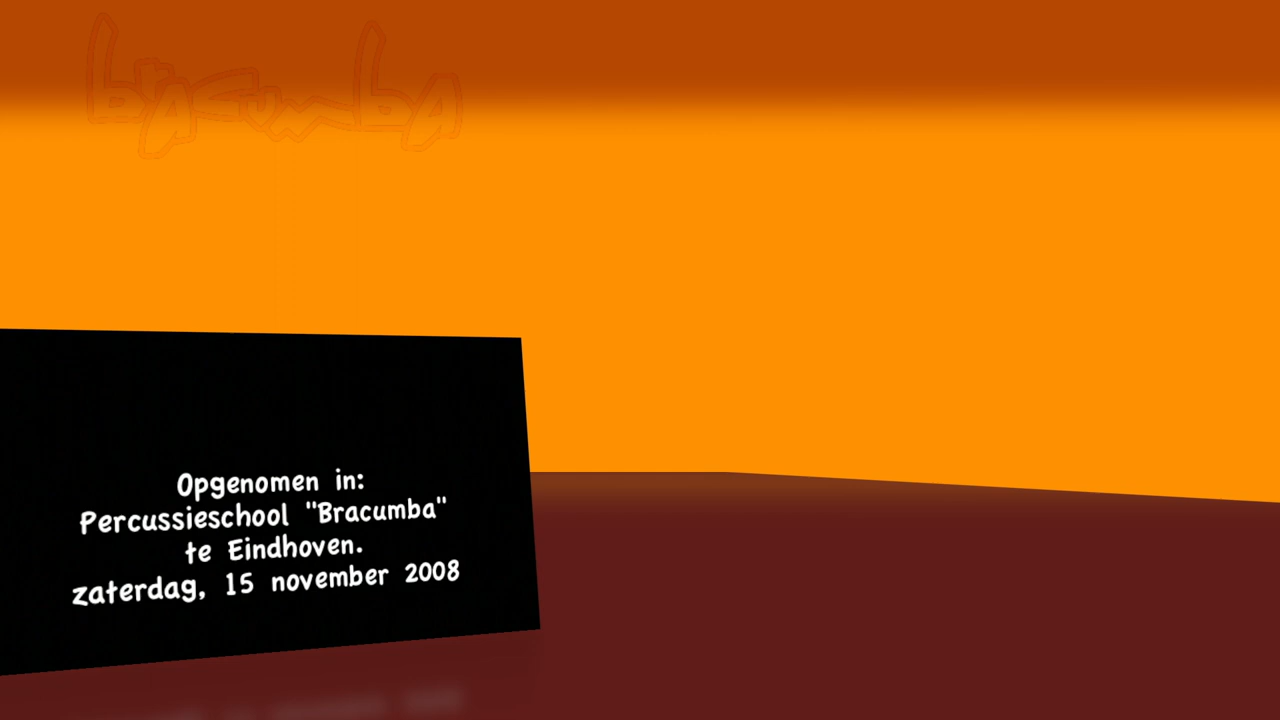 bracumba
Opgenomen in:
Percussieschool "Bracumba"
te Eindhoven.
zaterdag, 15 november 2008